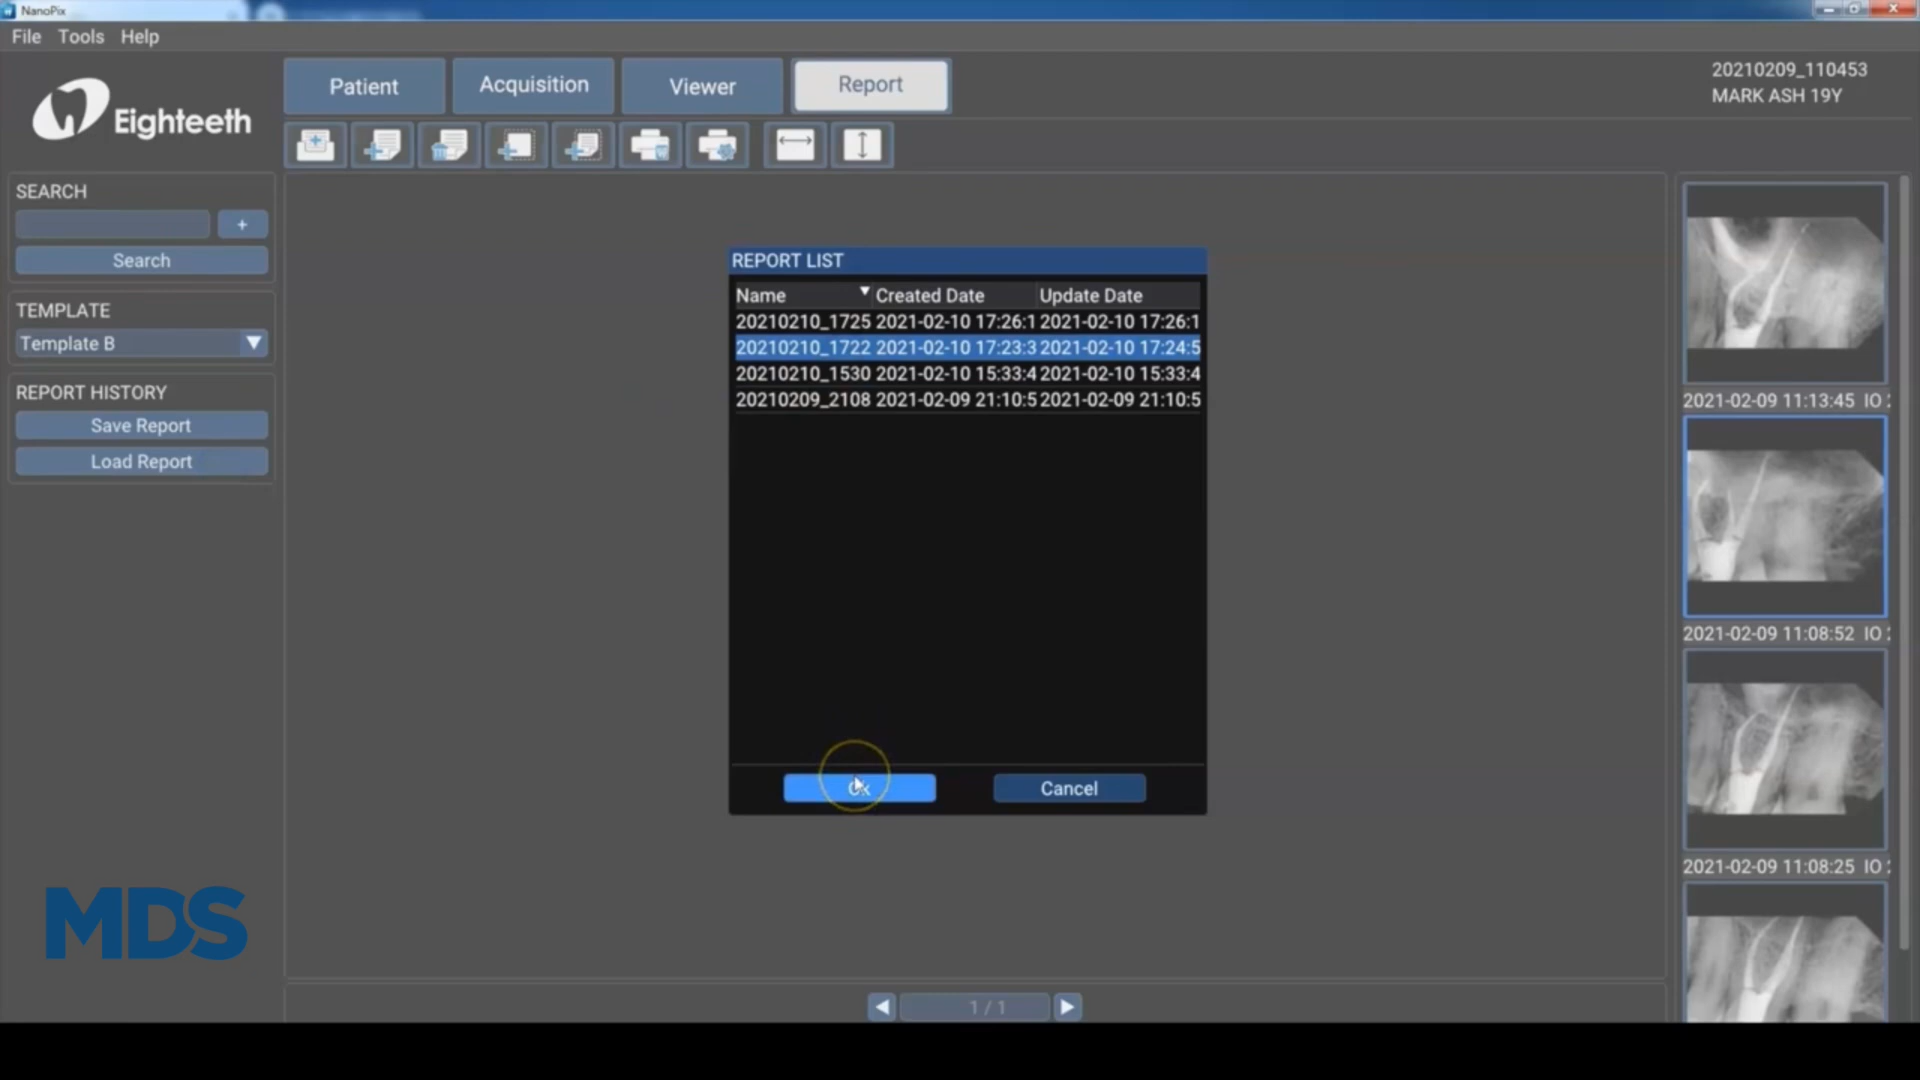 NanoPix
File Tools Help
Eighteeth
Patient Acquisition Viewer Report
20210209_110453
MARK ASH 19Y
SEARCH
+
Search
TEMPLATE
Template B
REPORT HISTORY
Save Report
Load Report
REPORT LIST
Name Created Date Update Date
20210210_1725 2021-02-10 17:26:1 2021-02-10 17:26:1
20210210_1722 2021-02-10 17:23:3 2021-02-10 17:24:5
20210210_1530 2021-02-10 15:33:4 2021-02-10 15:33:4
20210209_2108 2021-02-09 21:10:5 2021-02-09 21:10:5
Cancel
2021-02-09 11:13:45 IO
2021-02-09 11:08:52 IO
2021-02-09 11:08:25 IO
MDS
1 / 1